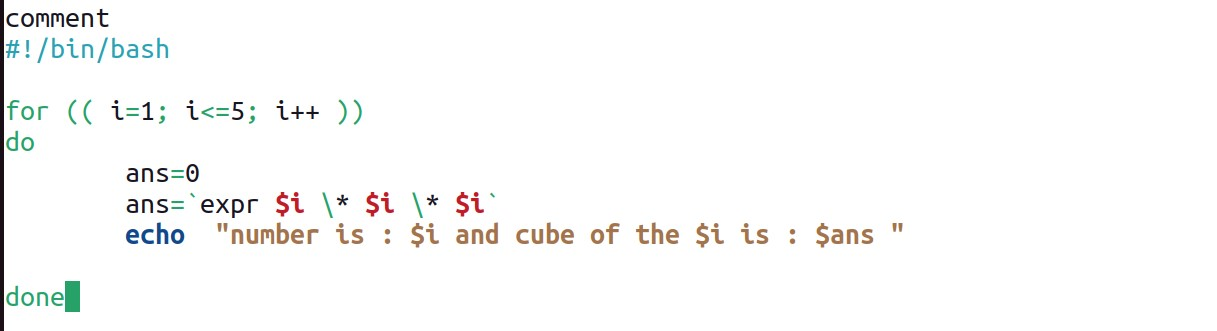 comment
#!/bin/bash
for (( i=1; i<=5; i++ ))
do
ans=0
ans=`expr $i \* $i \* $i`
echo  "number is : $i and cube of the $i is : $ans "
done